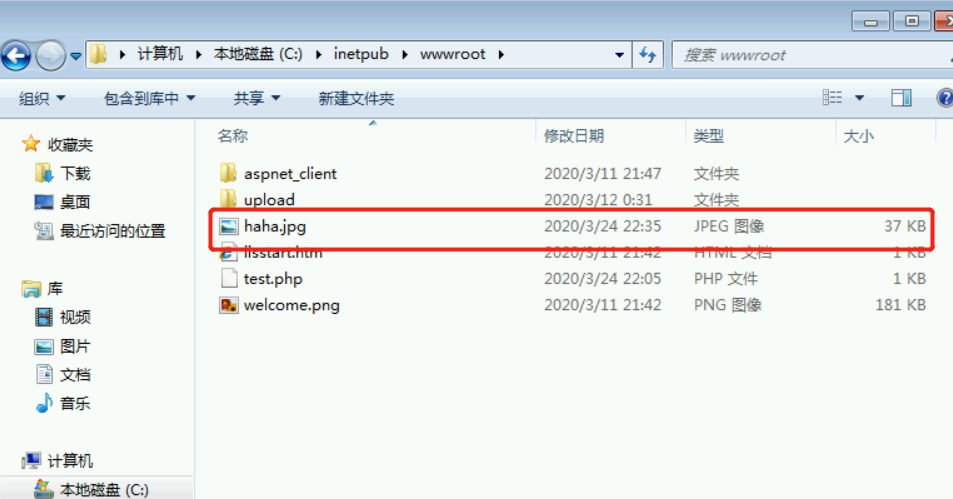 计算机 本地磁盘 (C:) inetpub wwwroot 搜索 wwwroot
组织 包含到库中 共享 新建文件夹
名称 修改日期 类型 大小
收藏夹
下载
桌面
最近访问的位置
库
视频
图片
文档
音乐
计算机
本地磁盘 (C:)
aspnet_client 2020/3/11 21:47 文件夹
upload 2020/3/12 0:31 文件夹
haha.jpg 2020/3/24 22:35 JPEG 图像 37 KB
iisstart.htm 2020/3/11 21:42 HTML 文档 1 KB
test.php 2020/3/24 22:05 PHP 文件 1 KB
welcome.png 2020/3/11 21:42 PNG 图像 181 KB